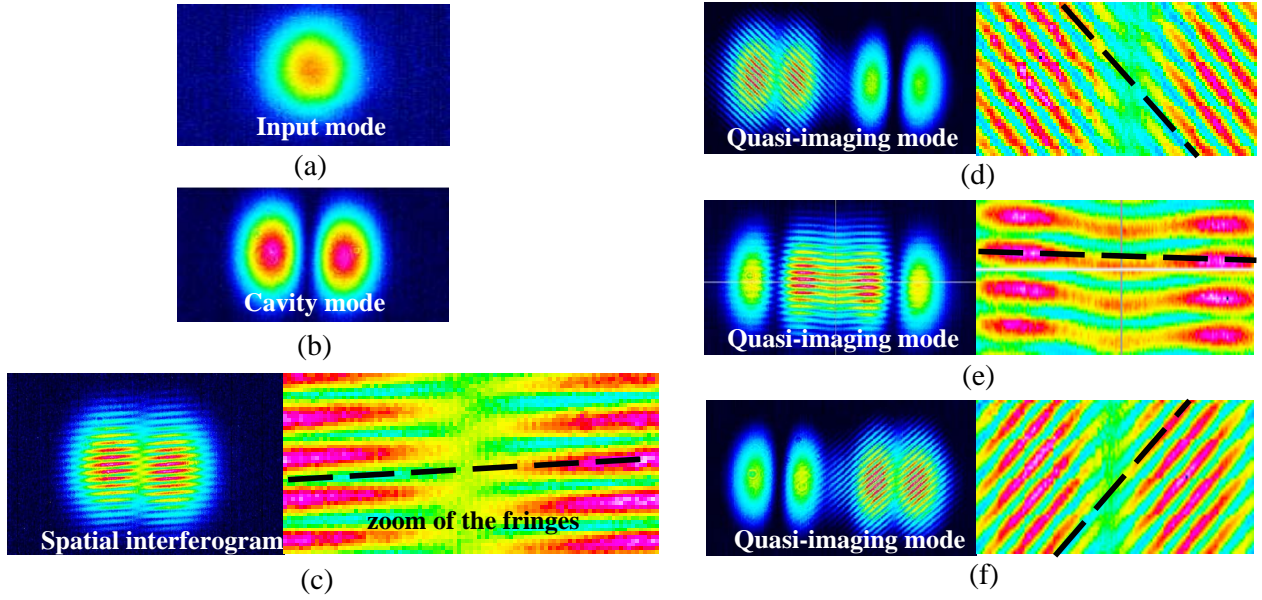 Input mode
(a)
Cavity mode
(b)
Spatial interferogram
zoom of the fringes
(c)
Quasi-imaging mode
(d)
Quasi-imaging mode
(e)
Quasi-imaging mode
(f)